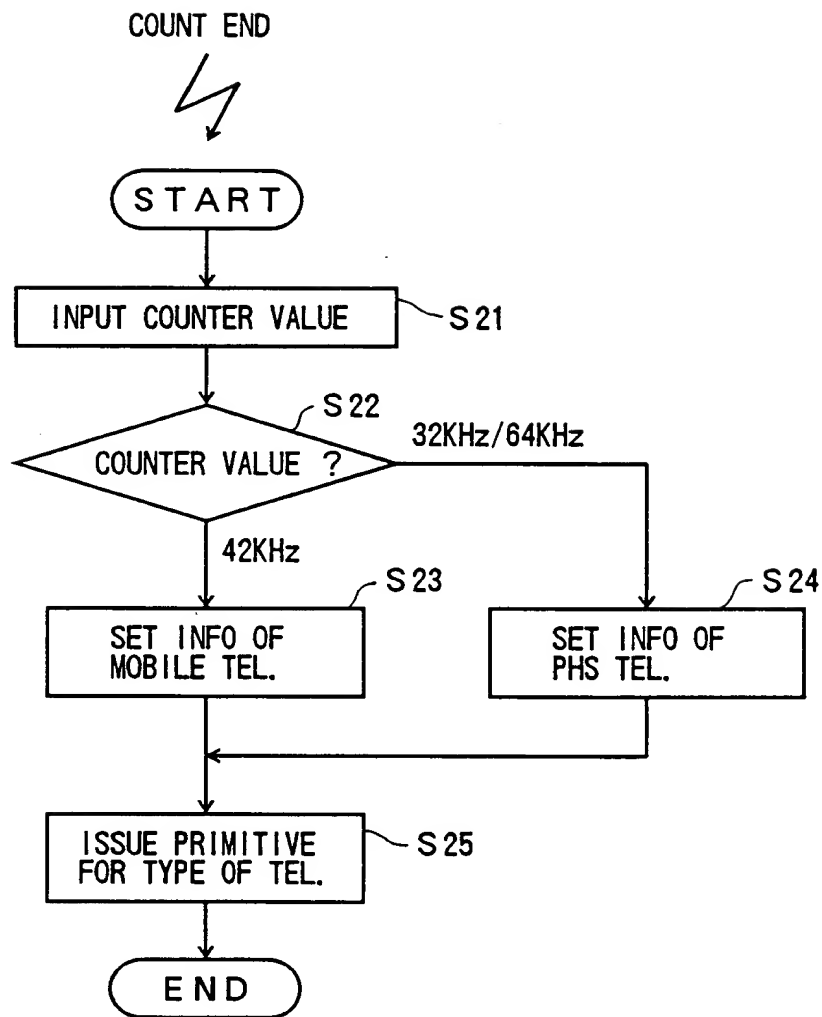 COUNT END
START
INPUT COUNTER VALUE
S21
S22
COUNTER VALUE ?
32KHz/64KHz
42KHz
S23
SET INFO OF
MOBILE TEL.
S24
SET INFO OF
PHS TEL.
ISSUE PRIMITIVE
FOR TYPE OF TEL.
S25
END